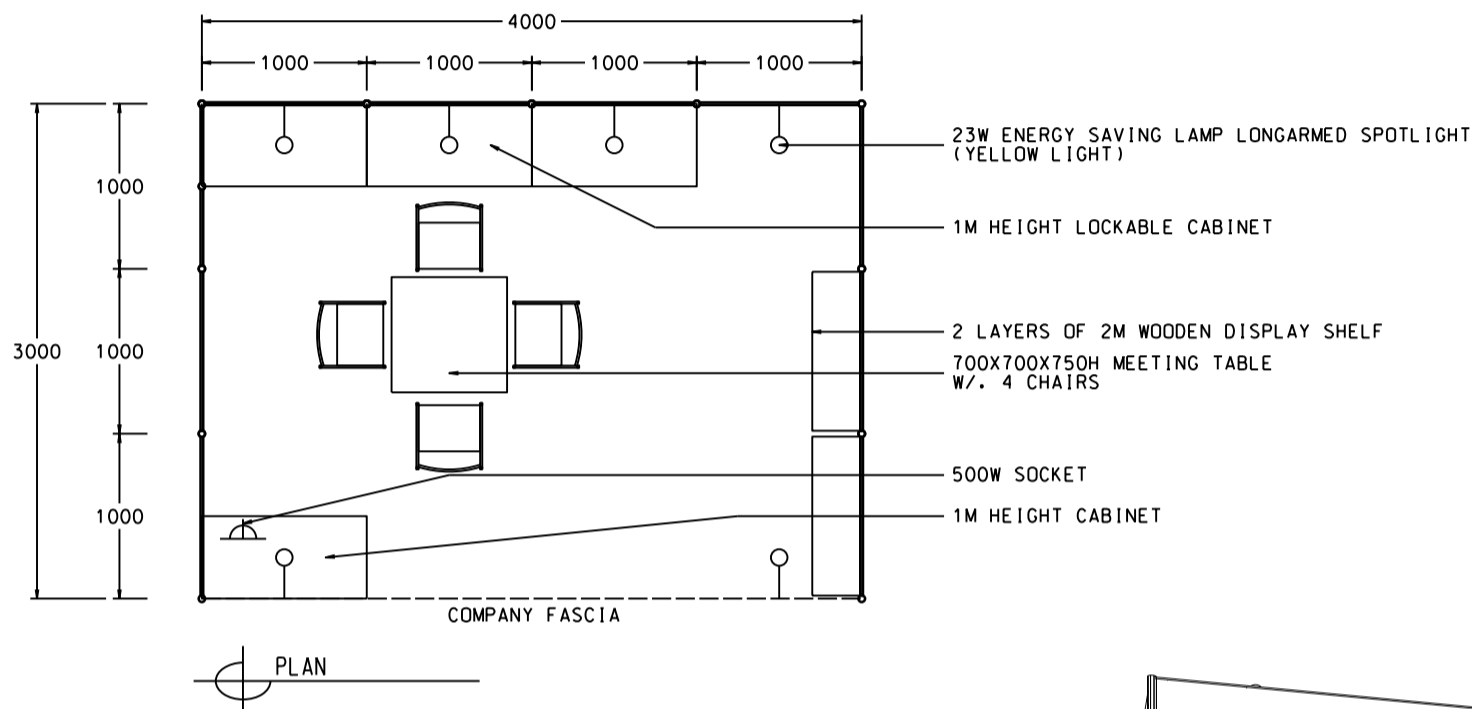 4000
1000 1000 1000 1000
23W ENERGY SAVING LAMP LONGARMED SPOTLIGHT
(YELLOW LIGHT)
1000
1M HEIGHT LOCKABLE CABINET
2 LAYERS OF 2M WOODEN DISPLAY SHELF
3000 1000
700X700X750H MEETING TABLE
W/. 4 CHAIRS
500W SOCKET
1000
1M HEIGHT CABINET
COMPANY FASCIA
PLAN